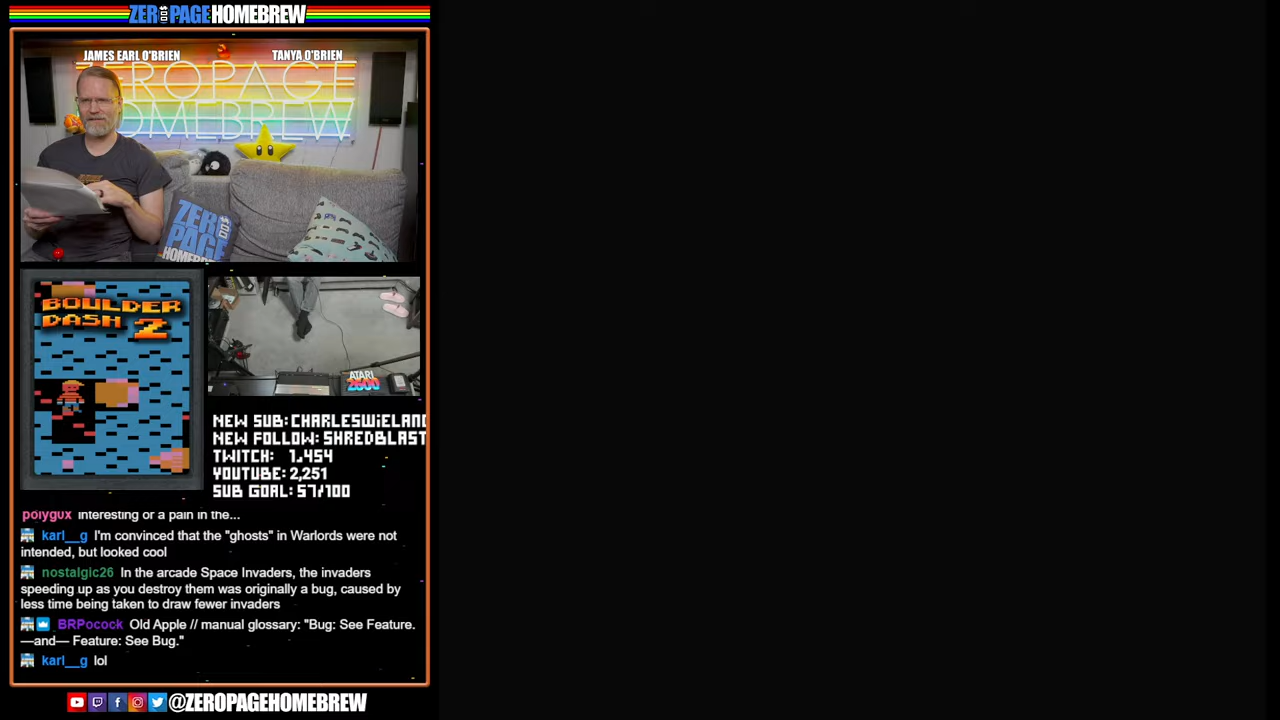 ZEROPAGE HOMEBREW
JAMES EARL O'BRIEN
TANYA O'BRIEN
ZEROPAGE
HOMEBREW
ZERO
PAGE
HOMEBREW
BOULDER
DASH 2
ATARI
2600
NEW SUB: CHARLESWIELAND
NEW FOLLOW: SHREDBLAST
TWITCH: 1,454
YOUTUBE: 2,251
SUB GOAL: 57/100
polygux interesting or a pain in the...
karl__g I'm convinced that the "ghosts" in Warlords were not
intended, but looked cool
nostalgic26 In the arcade Space Invaders, the invaders
speeding up as you destroy them was originally a bug, caused by
less time being taken to draw fewer invaders
BRPocock Old Apple // manual glossary: "Bug: See Feature.
—and— Feature: See Bug."
karl__g lol
@ZEROPAGEHOMEBREW